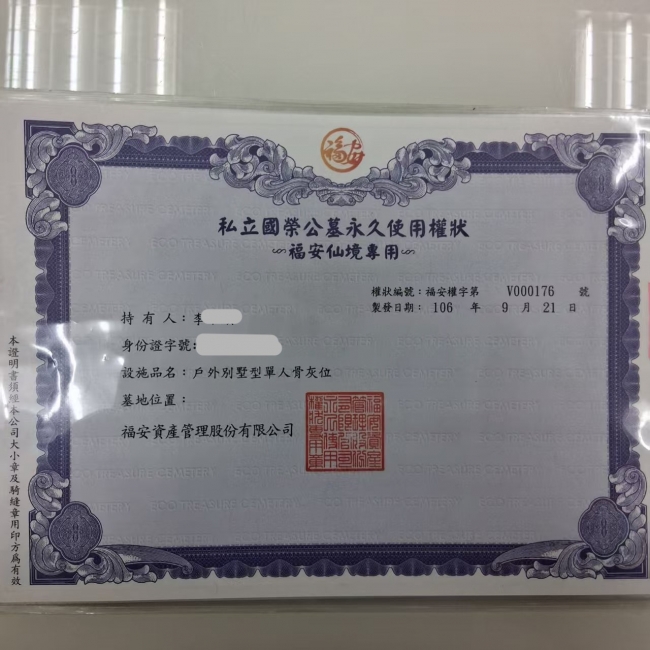 福安
私立國榮公墓永久使用權狀
~福安仙境專用~
權狀編號：福安權字第 V000176 號
製發日期：106 年 9 月 21 日
持有人：李
身份證字號：
設施品名：戶外別墅型單人骨灰位
墓地位置：
福安資產管理股份有限公司
本證明書須經本公司大小章及騎縫章用印方為有效
ECO TREASURE CEMETERY